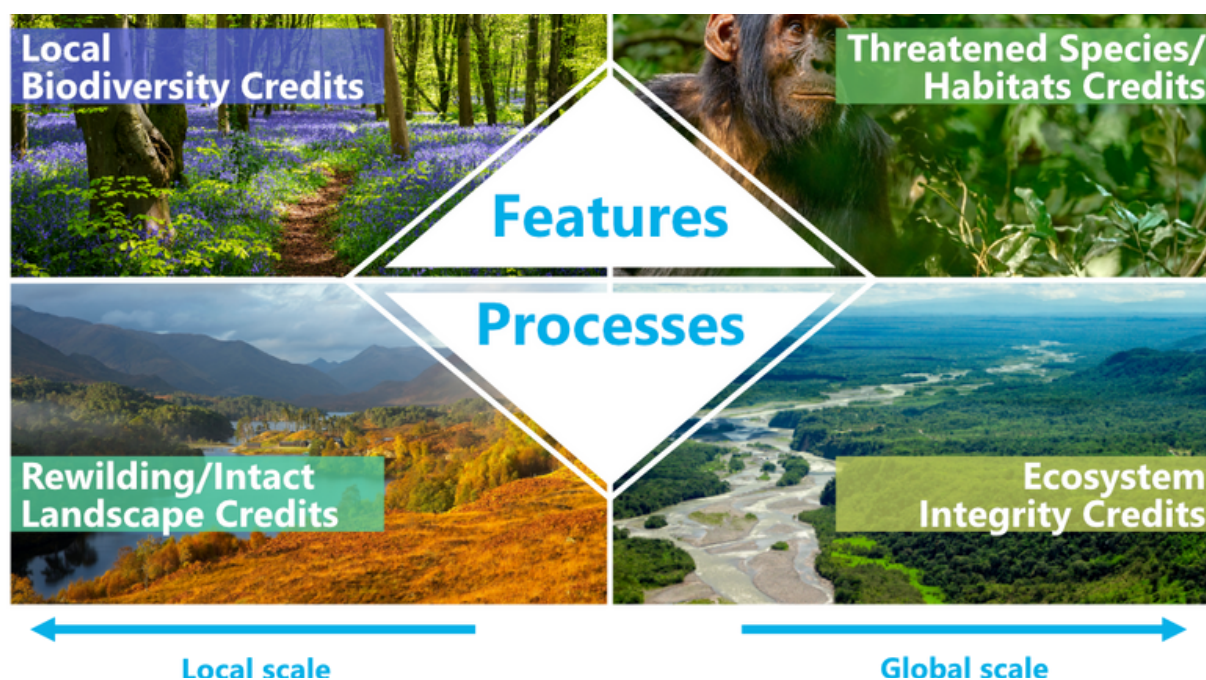 Local
Biodiversity Credits
Threatened Species/
Habitats Credits
Features
Processes
Rewilding/Intact
Landscape Credits
Ecosystem
Integrity Credits
Local scale
Global scale